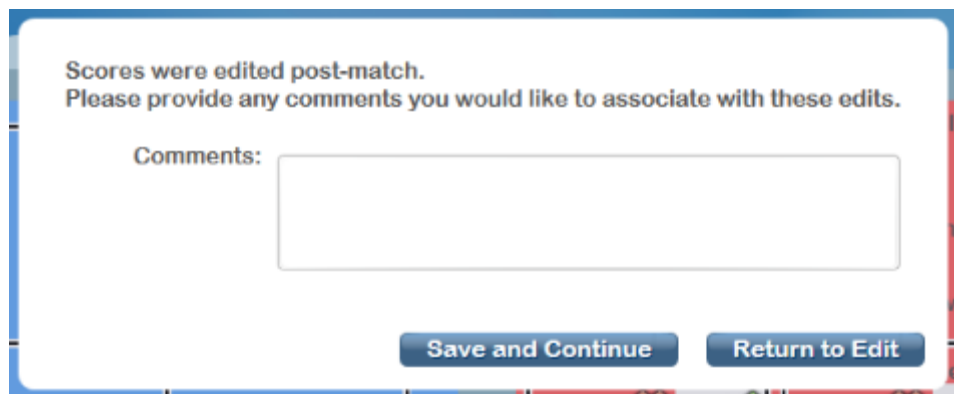 Scores were edited post-match.
Please provide any comments you would like to associate with these edits.
Comments:
Save and Continue
Return to Edit